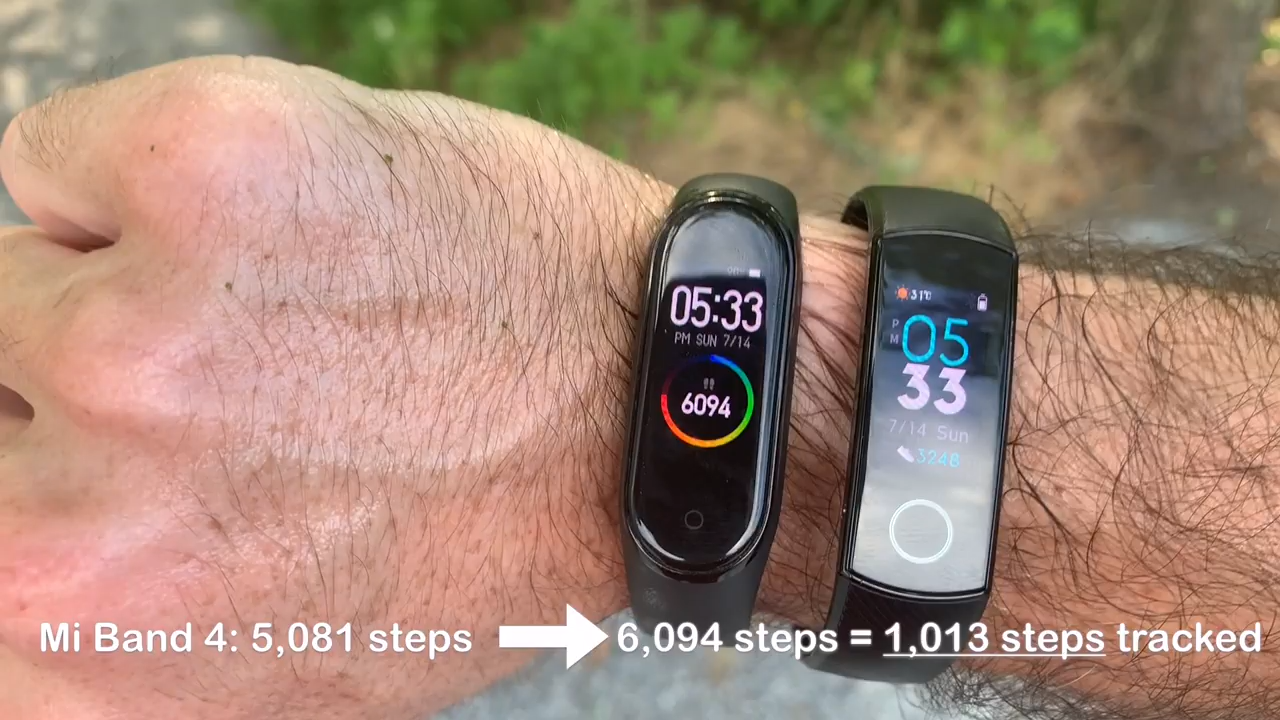 05:33
PM SUN 7/14
6094
31°C
PM
05
33
7/14 Sun
3248
Mi Band 4: 5,081 steps 6,094 steps = 1,013 steps tracked